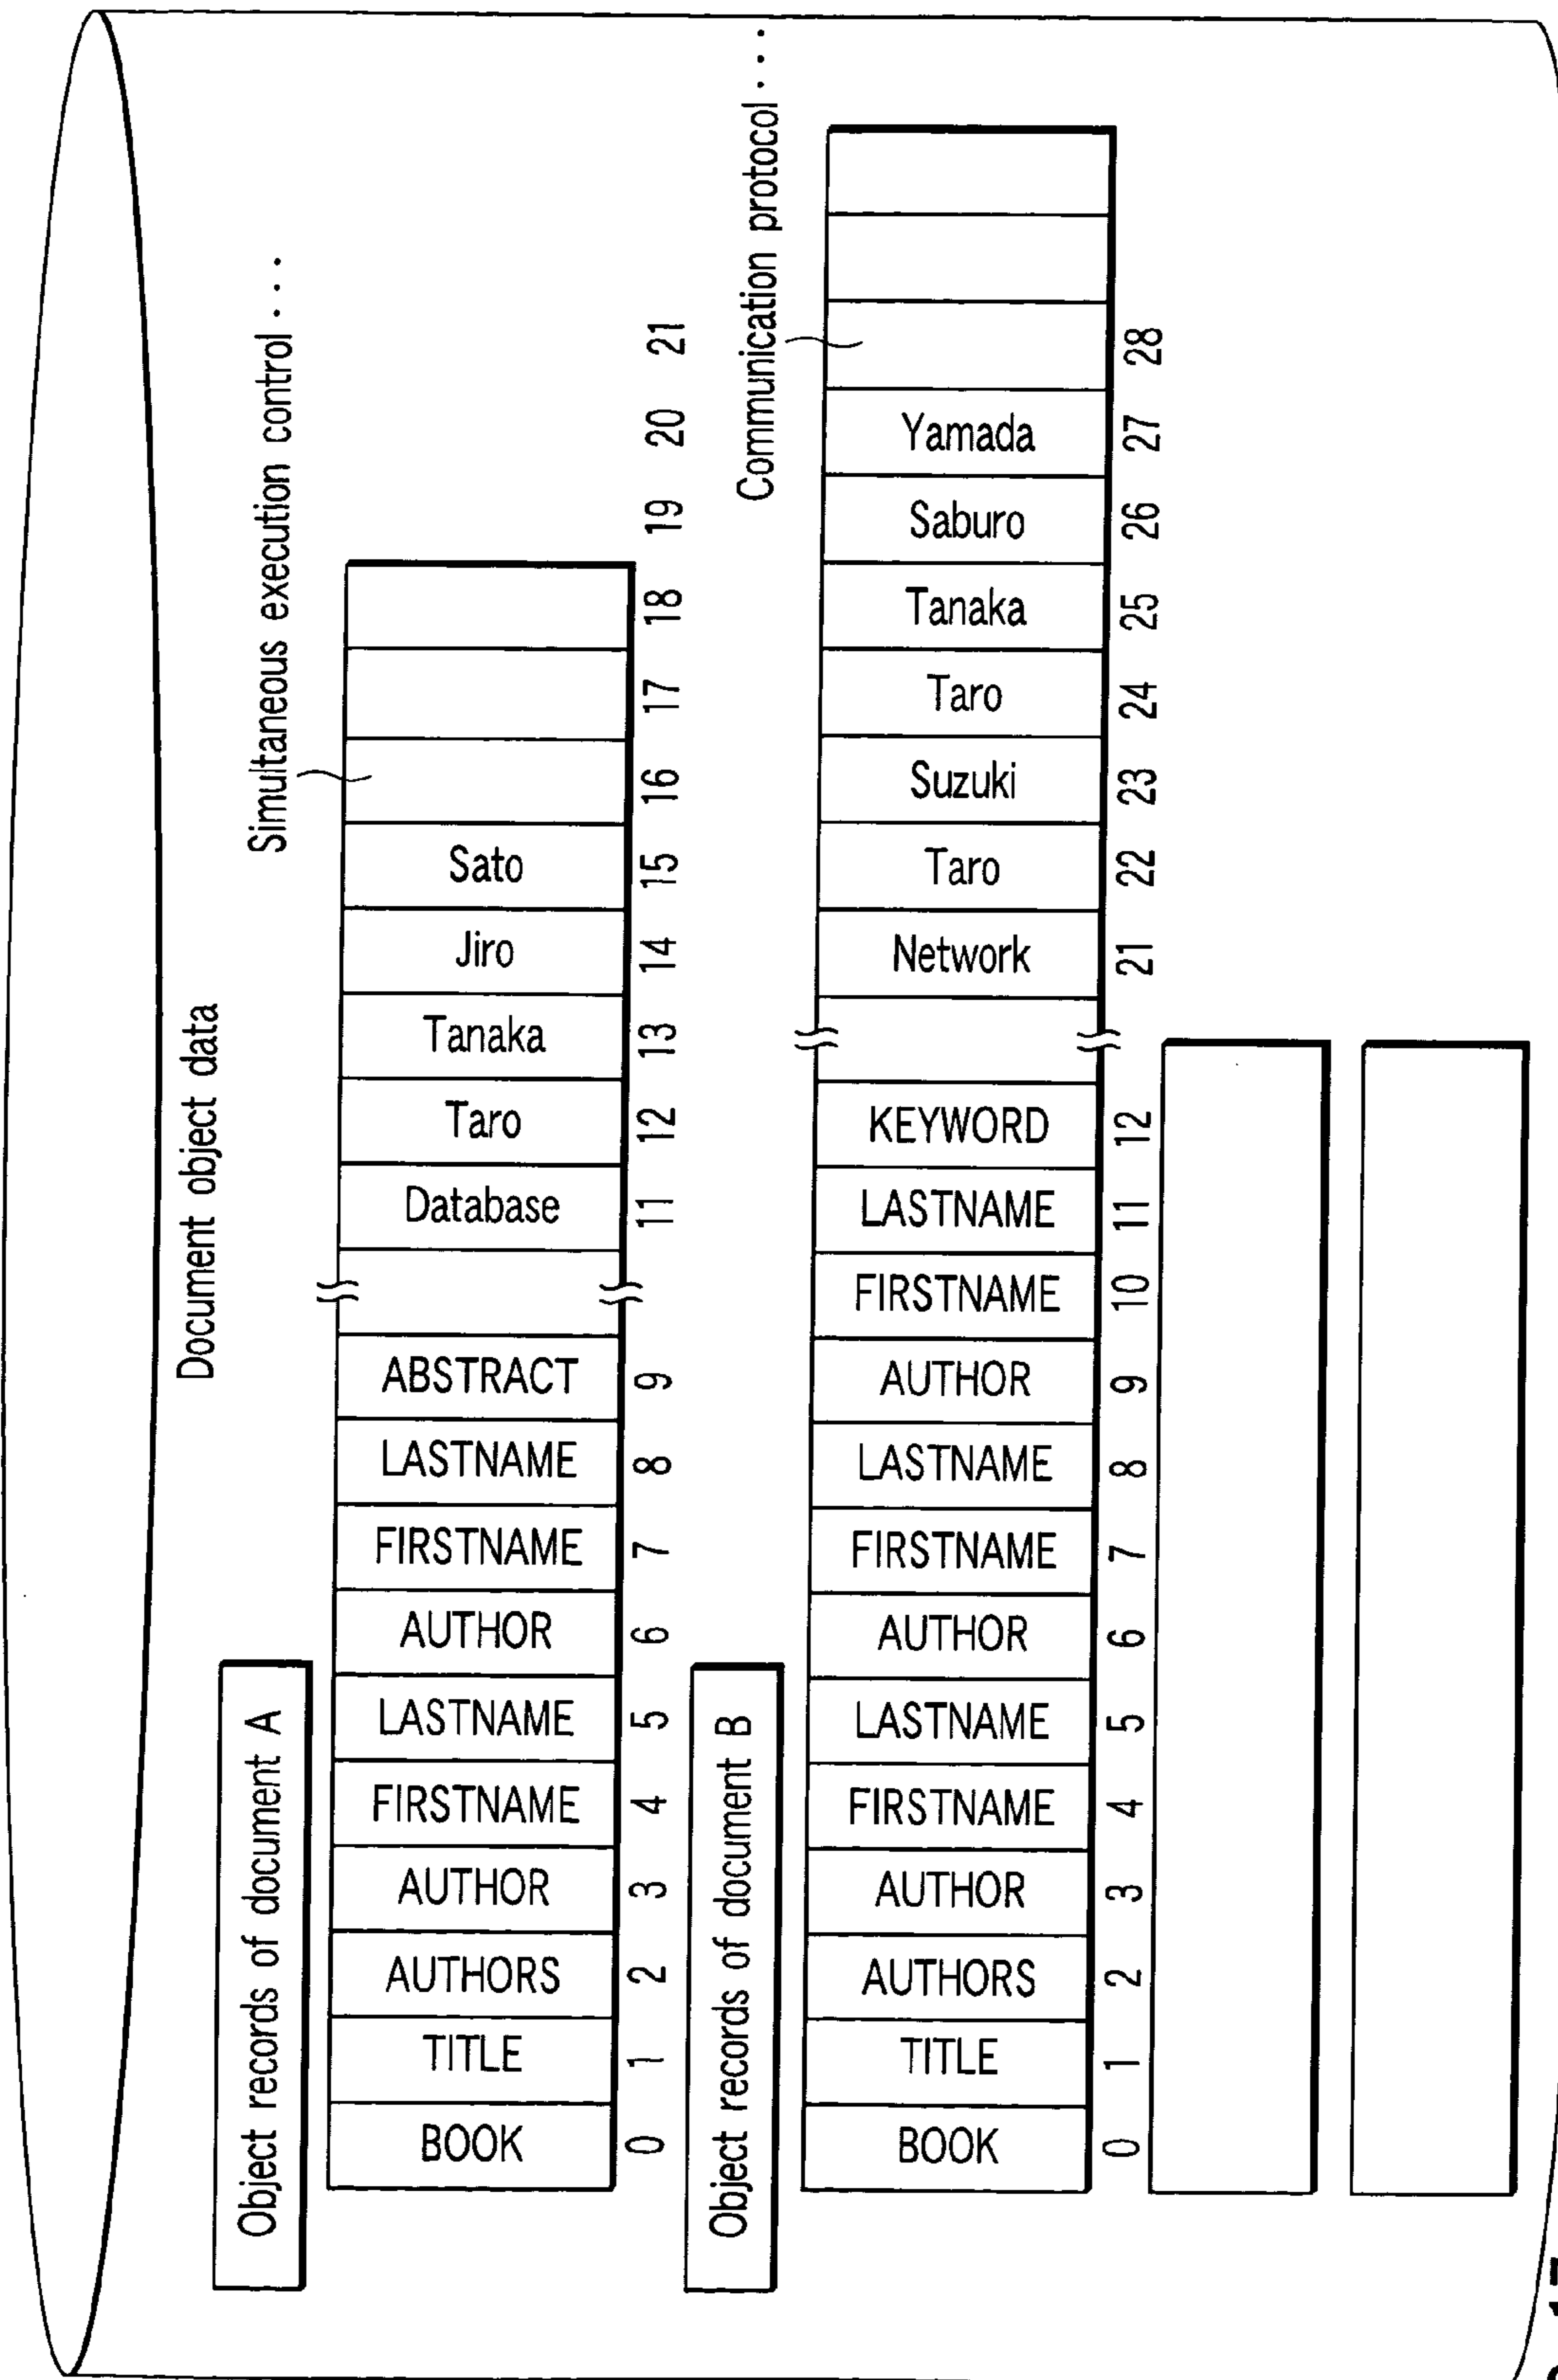 Document object data
Object records of document A
Simultaneous execution control ...
BOOK TITLE AUTHORS AUTHOR FIRSTNAME LASTNAME AUTHOR FIRSTNAME LASTNAME ABSTRACT Database Taro Tanaka Jiro Sato
0 1 2 3 4 5 6 7 8 9 11 12 13 14 15 16 17 18 19 20 21
Object records of document B
Communication protocol ...
BOOK TITLE AUTHORS AUTHOR FIRSTNAME LASTNAME AUTHOR FIRSTNAME LASTNAME AUTHOR FIRSTNAME LASTNAME KEYWORD Network Taro Suzuki Taro Tanaka Saburo Yamada
0 1 2 3 4 5 6 7 8 9 10 11 12 21 22 23 24 25 26 27 28